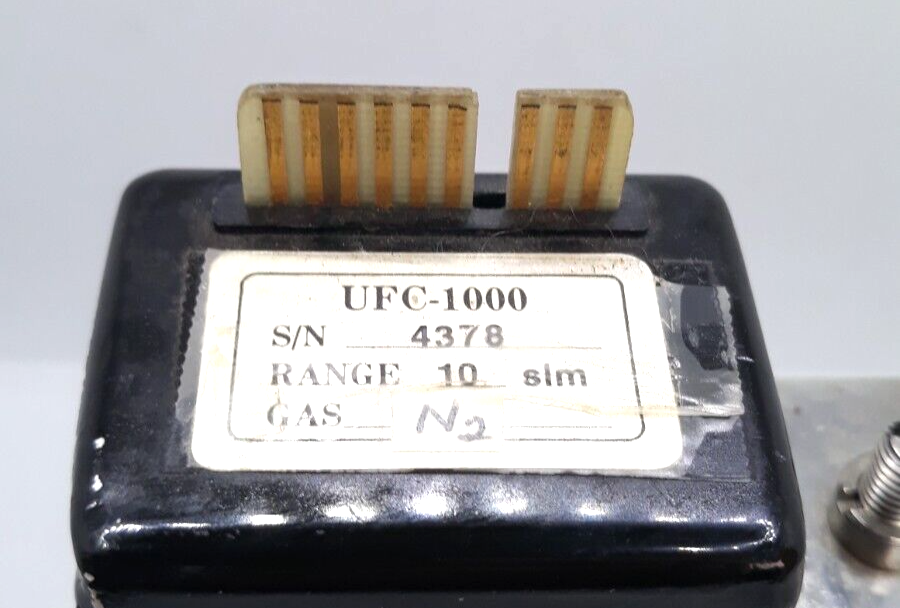 UFC-1000
S/N 4378
RANGE 10 slm
GAS N2